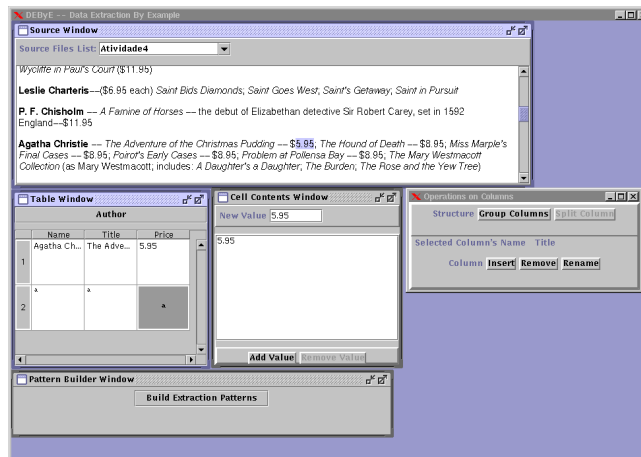 DEByE -- Data Extraction By Example
Source Window
Source Files List: Atividade4
Wycliffe in Paul's Court ($11.95)
Leslie Charteris--($6.95 each) Saint Bids Diamonds; Saint Goes West; Saint's Getaway; Saint in Pursuit
P. F. Chisholm -- A Famine of Horses -- the debut of Elizabethan detective Sir Robert Carey, set in 1592
England--$11.95
Agatha Christie -- The Adventure of the Christmas Pudding -- $5.95; The Hound of Death -- $8.95; Miss Marple's
Final Cases -- $8.95; Poirot's Early Cases -- $8.95; Problem at Pollensa Bay -- $8.95; The Mary Westmacott
Collection (as Mary Westmacott; includes: A Daughter's a Daughter; The Burden; The Rose and the Yew Tree)
Table Window
Author
Name Title Price
1 Agatha Ch... The Adve... 5.95
2 a a a
Cell Contents Window
New Value 5.95
5.95
Add Value Remove Value
Operations on Columns
Structure Group Columns Split Column
Selected Column's Name Title
Column Insert Remove Rename
Pattern Builder Window
Build Extraction Patterns